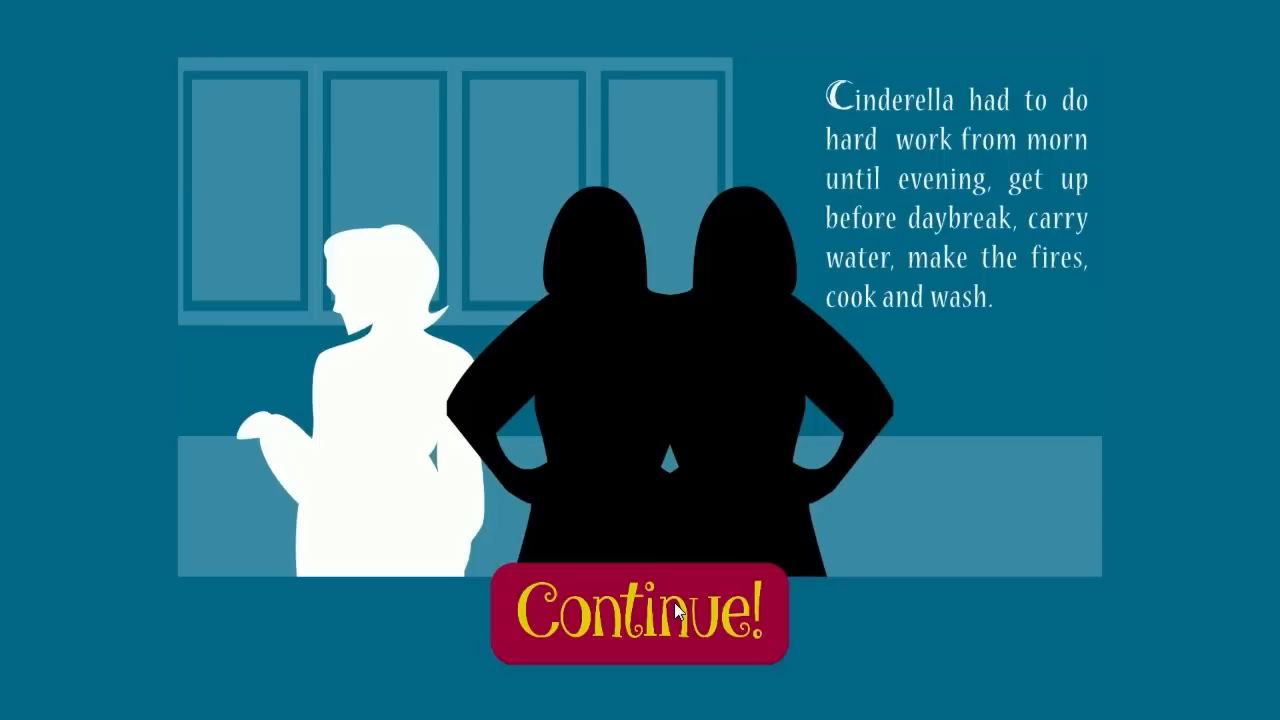 Cinderella had to do
hard work from morn
until evening, get up
before daybreak, carry
water, make the fires,
cook and wash.
Continue!